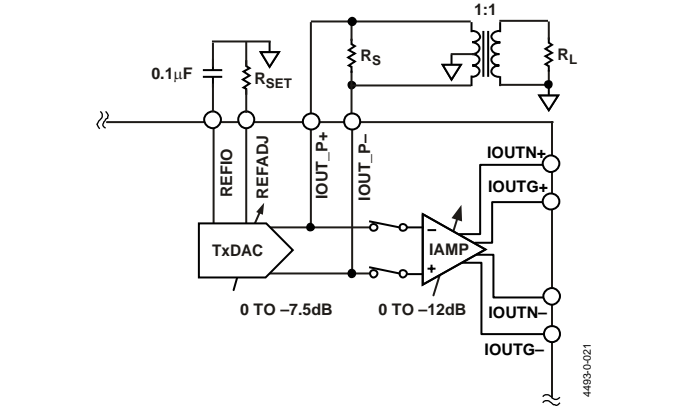 1:1
0.1μF
RSET
RS
RL
REFIO
REFADJ
IOUT_P+
IOUT_P–
IOUTN+
IOUTG+
TxDAC
–
IAMP
+
0 TO –7.5dB
0 TO –12dB
IOUTN–
IOUTG–
4493-0-021